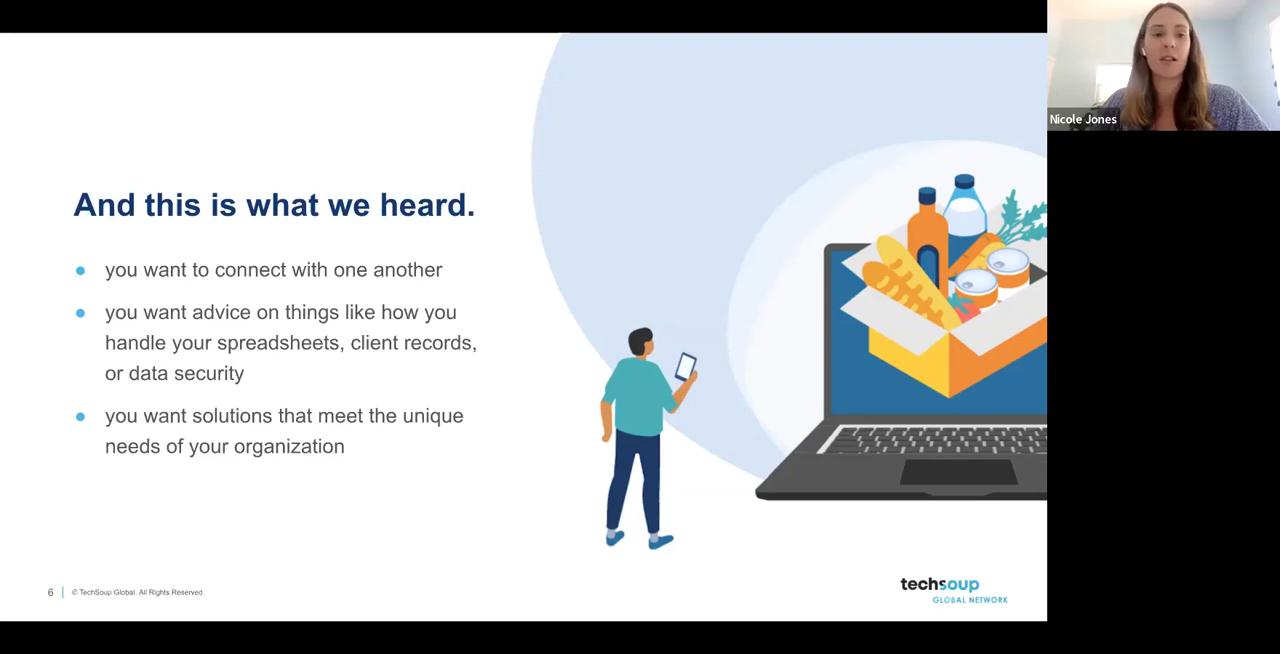 Nicole Jones
And this is what we heard.
you want to connect with one another
you want advice on things like how you
handle your spreadsheets, client records,
or data security
you want solutions that meet the unique
needs of your organization
6
© TechSoup Global. All Rights Reserved.
techsoup
GLOBAL NETWORK